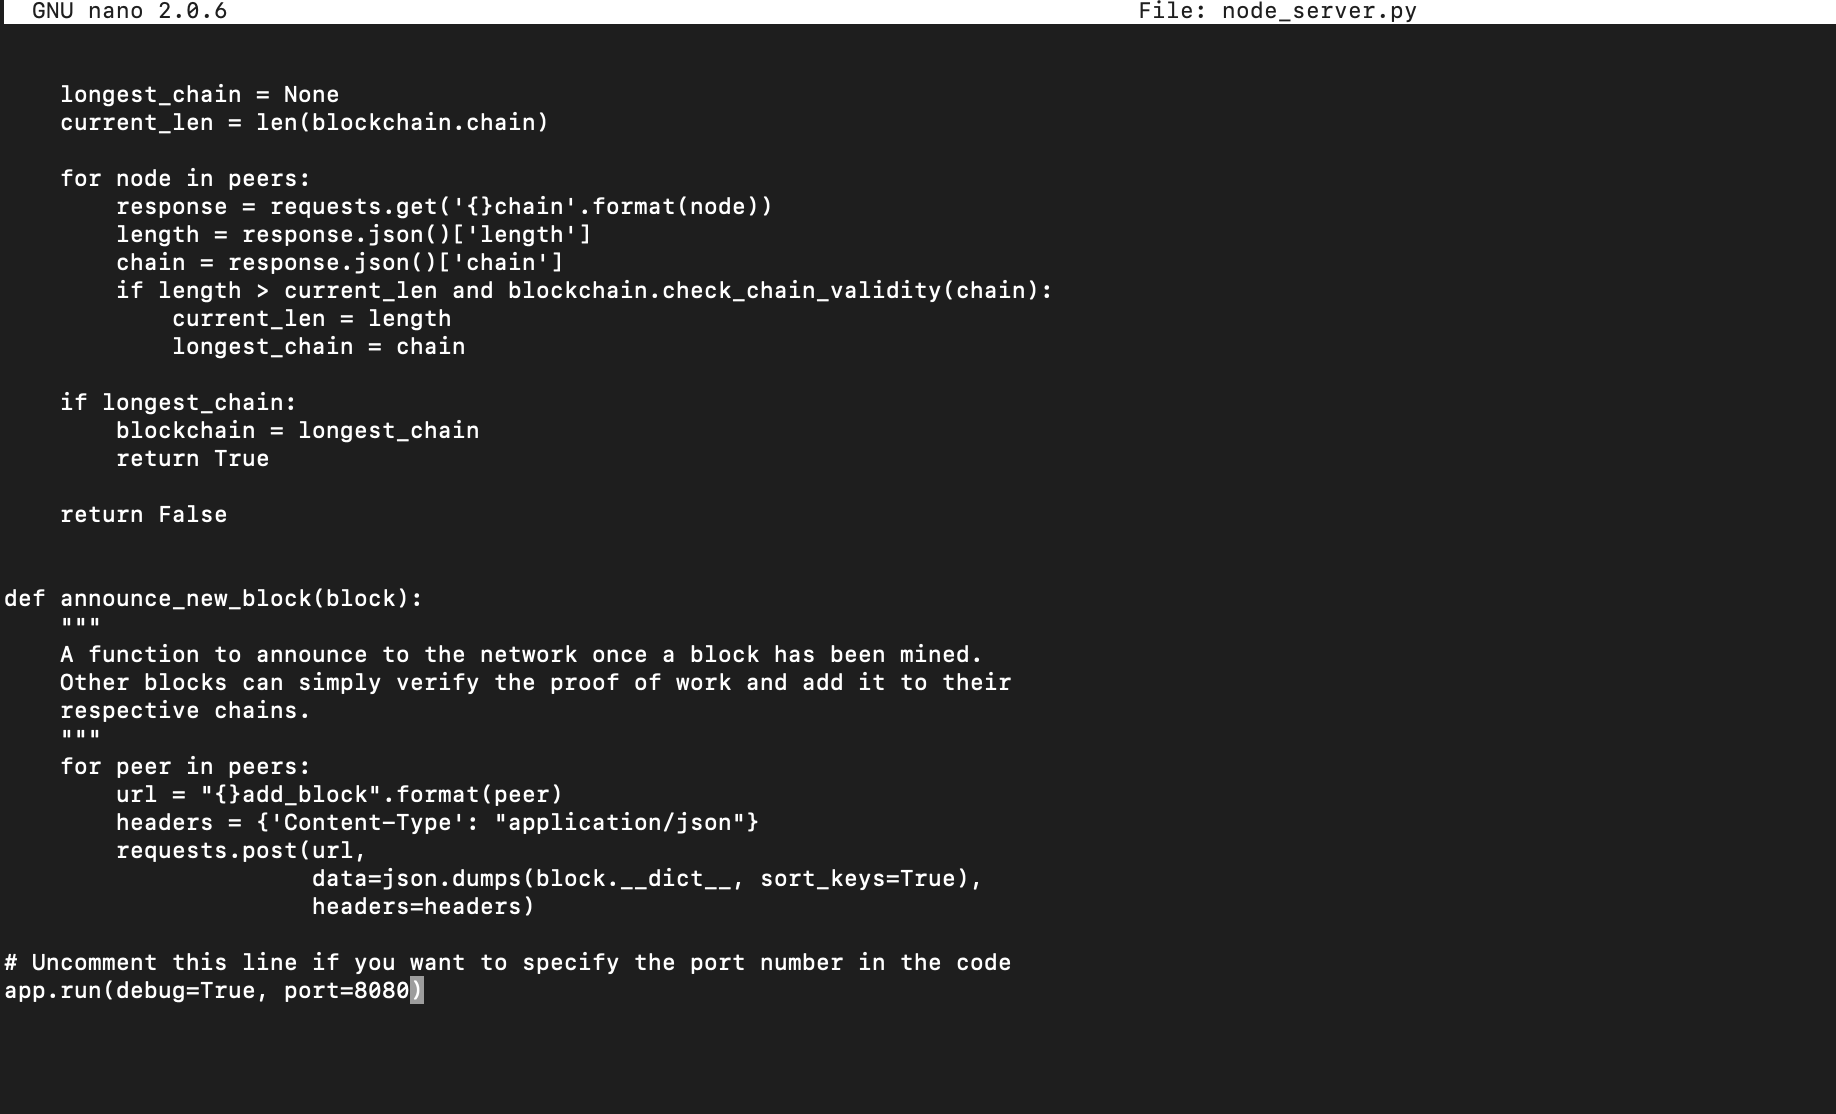 GNU nano 2.0.6 File: node_server.py
    longest_chain = None
    current_len = len(blockchain.chain)

    for node in peers:
        response = requests.get('{}chain'.format(node))
        length = response.json()['length']
        chain = response.json()['chain']
        if length > current_len and blockchain.check_chain_validity(chain):
            current_len = length
            longest_chain = chain

    if longest_chain:
        blockchain = longest_chain
        return True

    return False


def announce_new_block(block):
    """
    A function to announce to the network once a block has been mined.
    Other blocks can simply verify the proof of work and add it to their
    respective chains.
    """
    for peer in peers:
        url = "{}add_block".format(peer)
        headers = {'Content-Type': "application/json"}
        requests.post(url,
                      data=json.dumps(block.__dict__, sort_keys=True),
                      headers=headers)

# Uncomment this line if you want to specify the port number in the code
app.run(debug=True, port=8080)